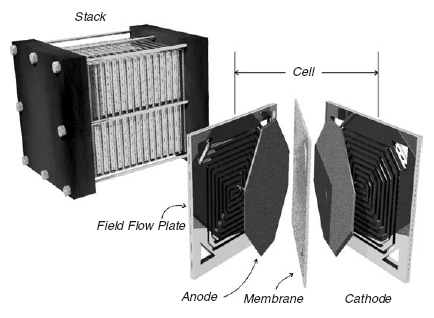 Stack
Cell
Field Flow Plate
Anode
Membrane
Cathode